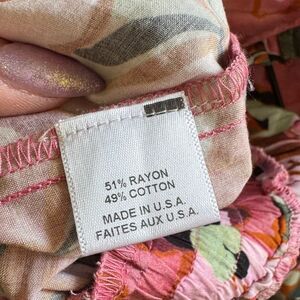 51% RAYON
49% COTTON
MADE IN U.S.A.
FAITES AUX U.S.A.